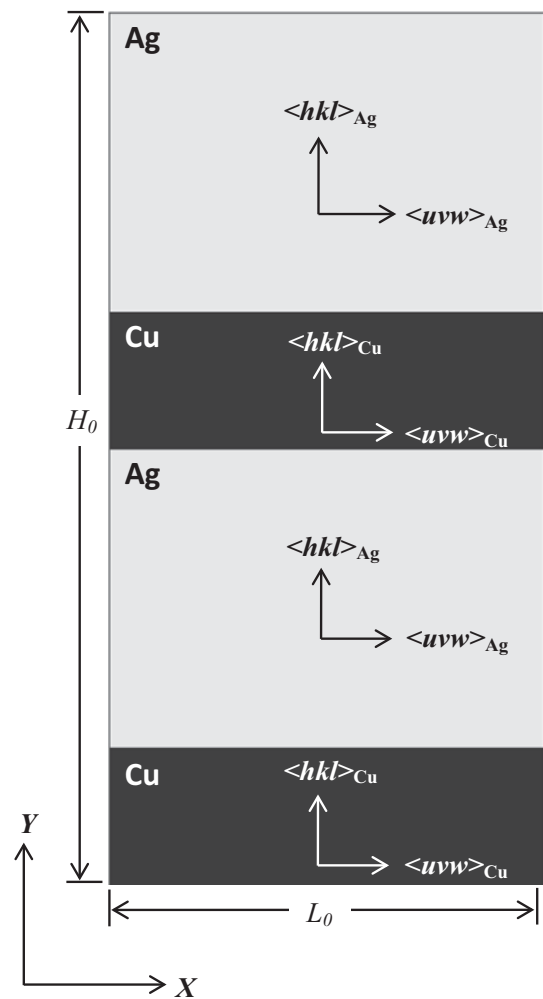 Ag
<hkl>Ag
<uvw>Ag
Cu
<hkl>Cu
<uvw>Cu
H0
Ag
<hkl>Ag
<uvw>Ag
Cu
<hkl>Cu
<uvw>Cu
Y
L0
X